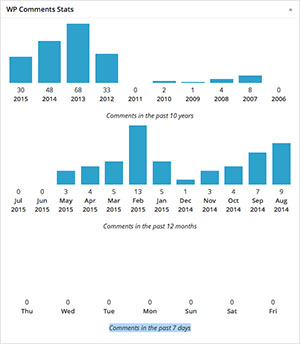 WP Comments Stats
30 48 68 33 0 2 1 4 8 0
2015 2014 2013 2012 2011 2010 2009 2008 2007 2006
Comments in the past 10 years
0 0 3 4 5 13 5 1 3 4 7 9
Jul Jun May Apr Mar Feb Jan Dec Nov Oct Sep Aug
2015 2015 2015 2015 2015 2015 2015 2014 2014 2014 2014 2014
Comments in the past 12 months
0 0 0 0 0 0 0
Thu Wed Tue Mon Sun Sat Fri
Comments in the past 7 days